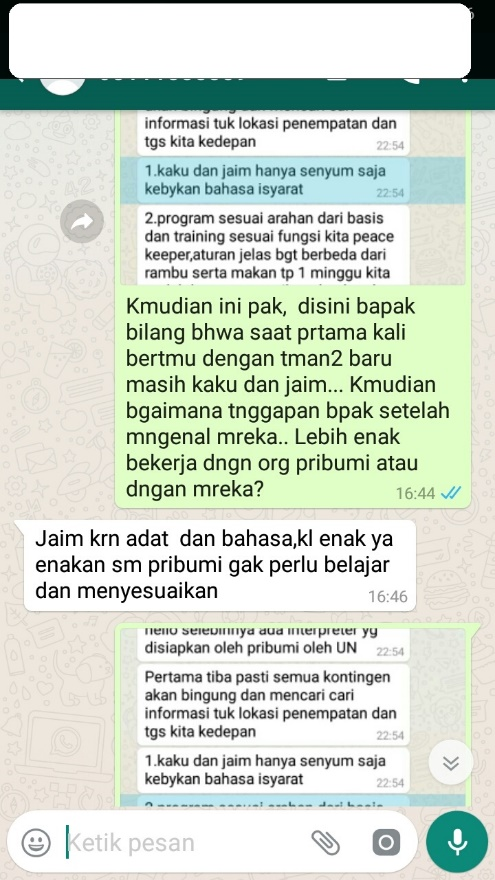 informasi tuk lokasi penempatan dan
tgs kita kedepan
22:54
1.kaku dan jaim hanya senyum saja
kebykan bahasa isyarat
22:54
2.program sesuai arahan dari basis
dan training sesuai fungsi kita peace
keeper,aturan jelas bgt berbeda dari
rambu serta makan tp 1 minggu kita
Kmudian ini pak, disini bapak
bilang bhwa saat prtama kali
bertmu dengan tman2 baru
masih kaku dan jaim... Kmudian
bgaimana tnggapan bpak setelah
mngenal mreka.. Lebih enak
bekerja dngn org pribumi atau
dngan mreka?
16:44
Jaim krn adat dan bahasa,kl enak ya
enakan sm pribumi gak perlu belajar
dan menyesuaikan
16:46
hello selebihnya ada interpreter yg
disiapkan oleh pribumi oleh UN
22:54
Pertama tiba pasti semua kontingen
akan bingung dan mencari cari
informasi tuk lokasi penempatan dan
tgs kita kedepan
22:54
1.kaku dan jaim hanya senyum saja
kebykan bahasa isyarat
22:54
2.program sesuai arahan dari basis
Ketik pesan